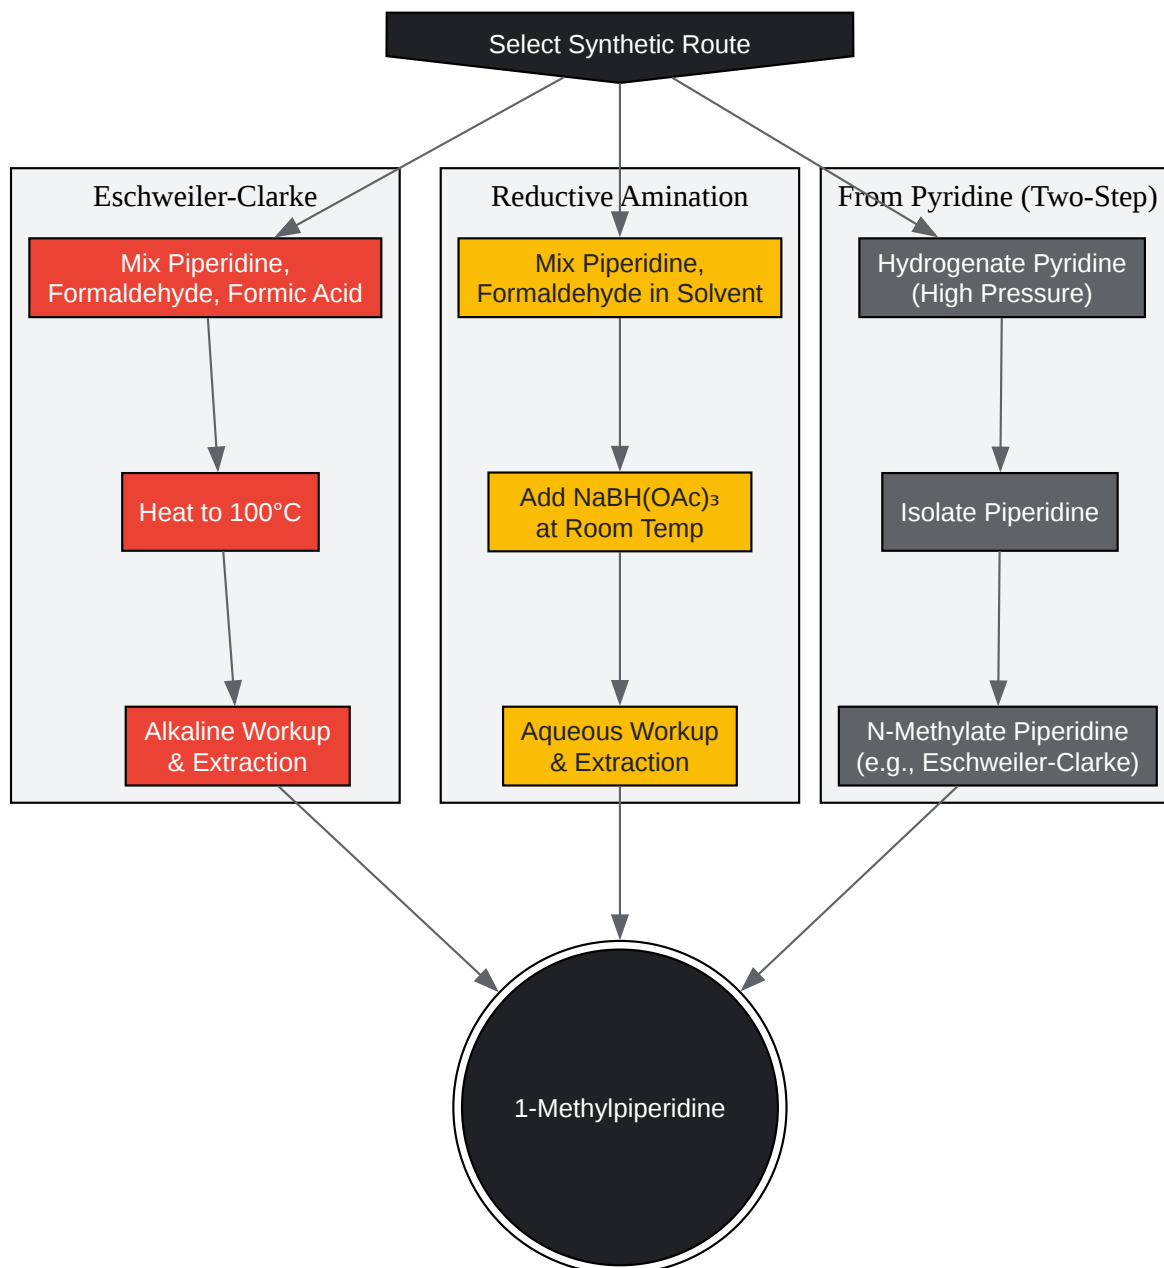 Select Synthetic Route
Eschweiler-Clarke
Mix Piperidine,
Formaldehyde, Formic Acid
Heat to 100°C
Alkaline Workup
& Extraction
Reductive Amination
Mix Piperidine,
Formaldehyde in Solvent
Add NaBH(OAc)₃
at Room Temp
Aqueous Workup
& Extraction
From Pyridine (Two-Step)
Hydrogenate Pyridine
(High Pressure)
Isolate Piperidine
N-Methylate Piperidine
(e.g., Eschweiler-Clarke)
1-Methylpiperidine